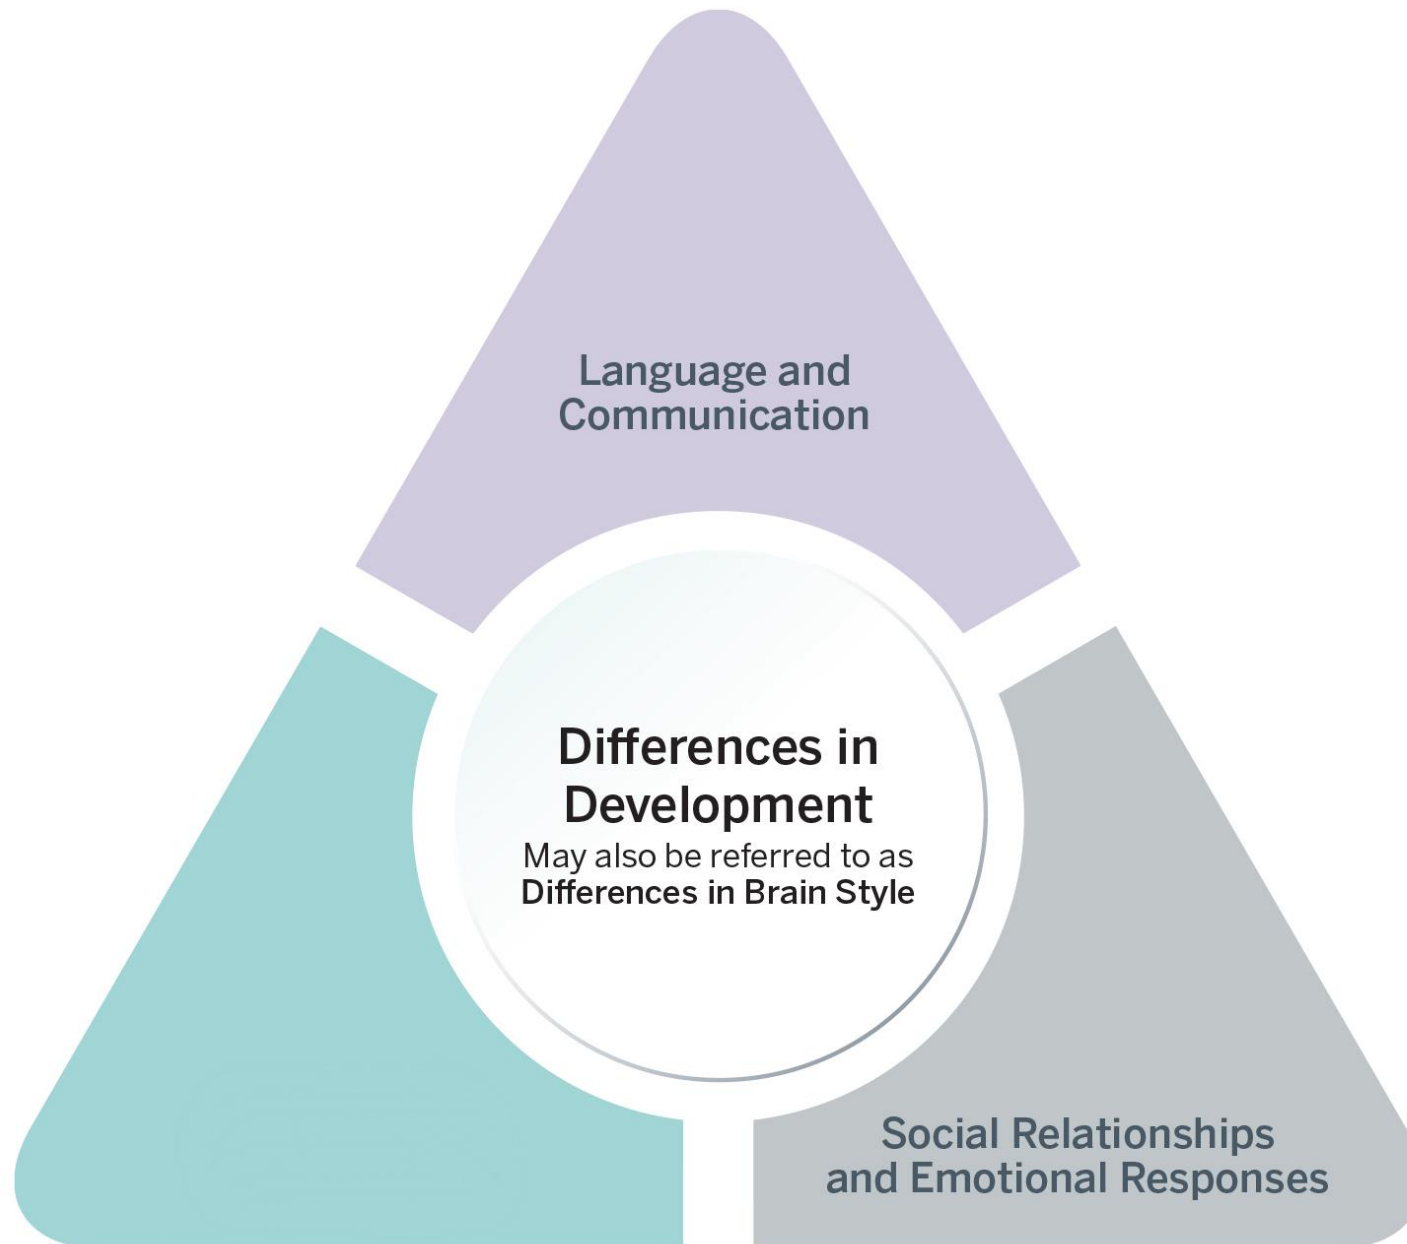 Language and
Communication
Differences in
Development
May also be referred to as
Differences in Brain Style
Social Relationships
and Emotional Responses